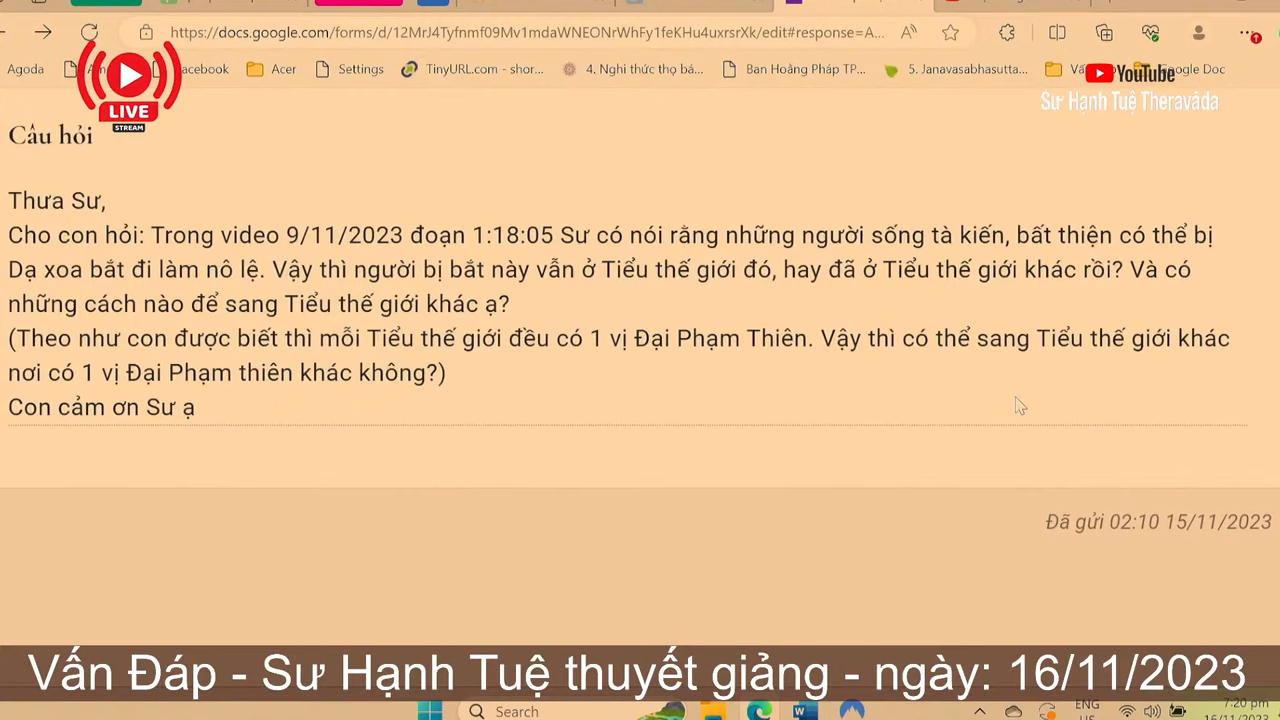 https://docs.google.com/forms/d/12MrJ4Tyfnmf09Mv1mdaWNEONrWhFy1feKHu4uxrsrXk/edit#response=A...
Agoda
Facebook
Acer
Settings
TinyURL.com - shor...
4. Nghi thức thọ bá...
Ban Hoằng Pháp TP...
5. Janavasabhasutta...
Google Doc
LIVE
STREAM
YouTube
Sư Hạnh Tuệ Theravāda
Câu hỏi
Thưa Sư,
Cho con hỏi: Trong video 9/11/2023 đoạn 1:18:05 Sư có nói rằng những người sống tà kiến, bất thiện có thể bị
Dạ xoa bắt đi làm nô lệ. Vậy thì người bị bắt này vẫn ở Tiểu thế giới đó, hay đã ở Tiểu thế giới khác rồi? Và có
những cách nào để sang Tiểu thế giới khác ạ?
(Theo như con được biết thì mỗi Tiểu thế giới đều có 1 vị Đại Phạm Thiên. Vậy thì có thể sang Tiểu thế giới khác
nơi có 1 vị Đại Phạm thiên khác không?)
Con cảm ơn Sư ạ
Đã gửi 02:10 15/11/2023
Vấn Đáp - Sư Hạnh Tuệ thuyết giảng - ngày: 16/11/2023
Search
ENG
7:20 pm